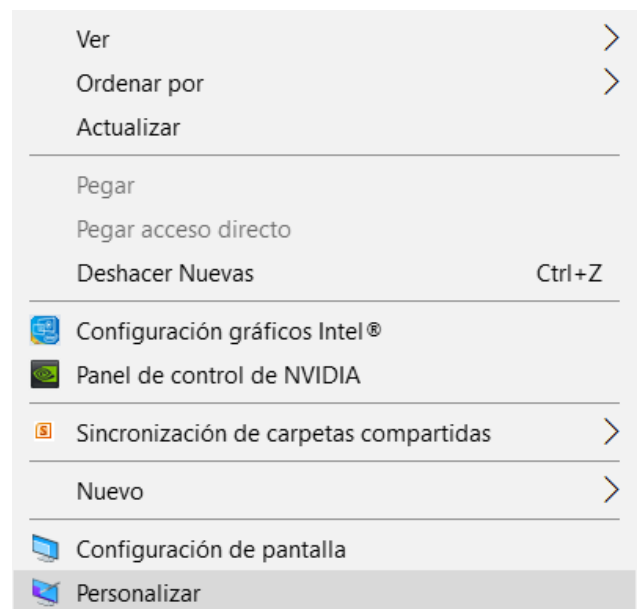 Ver
Ordenar por
Actualizar
Pegar
Pegar acceso directo
Deshacer Nuevas Ctrl+Z
Configuración gráficos Intel®
Panel de control de NVIDIA
S Sincronización de carpetas compartidas
Nuevo
Configuración de pantalla
Personalizar